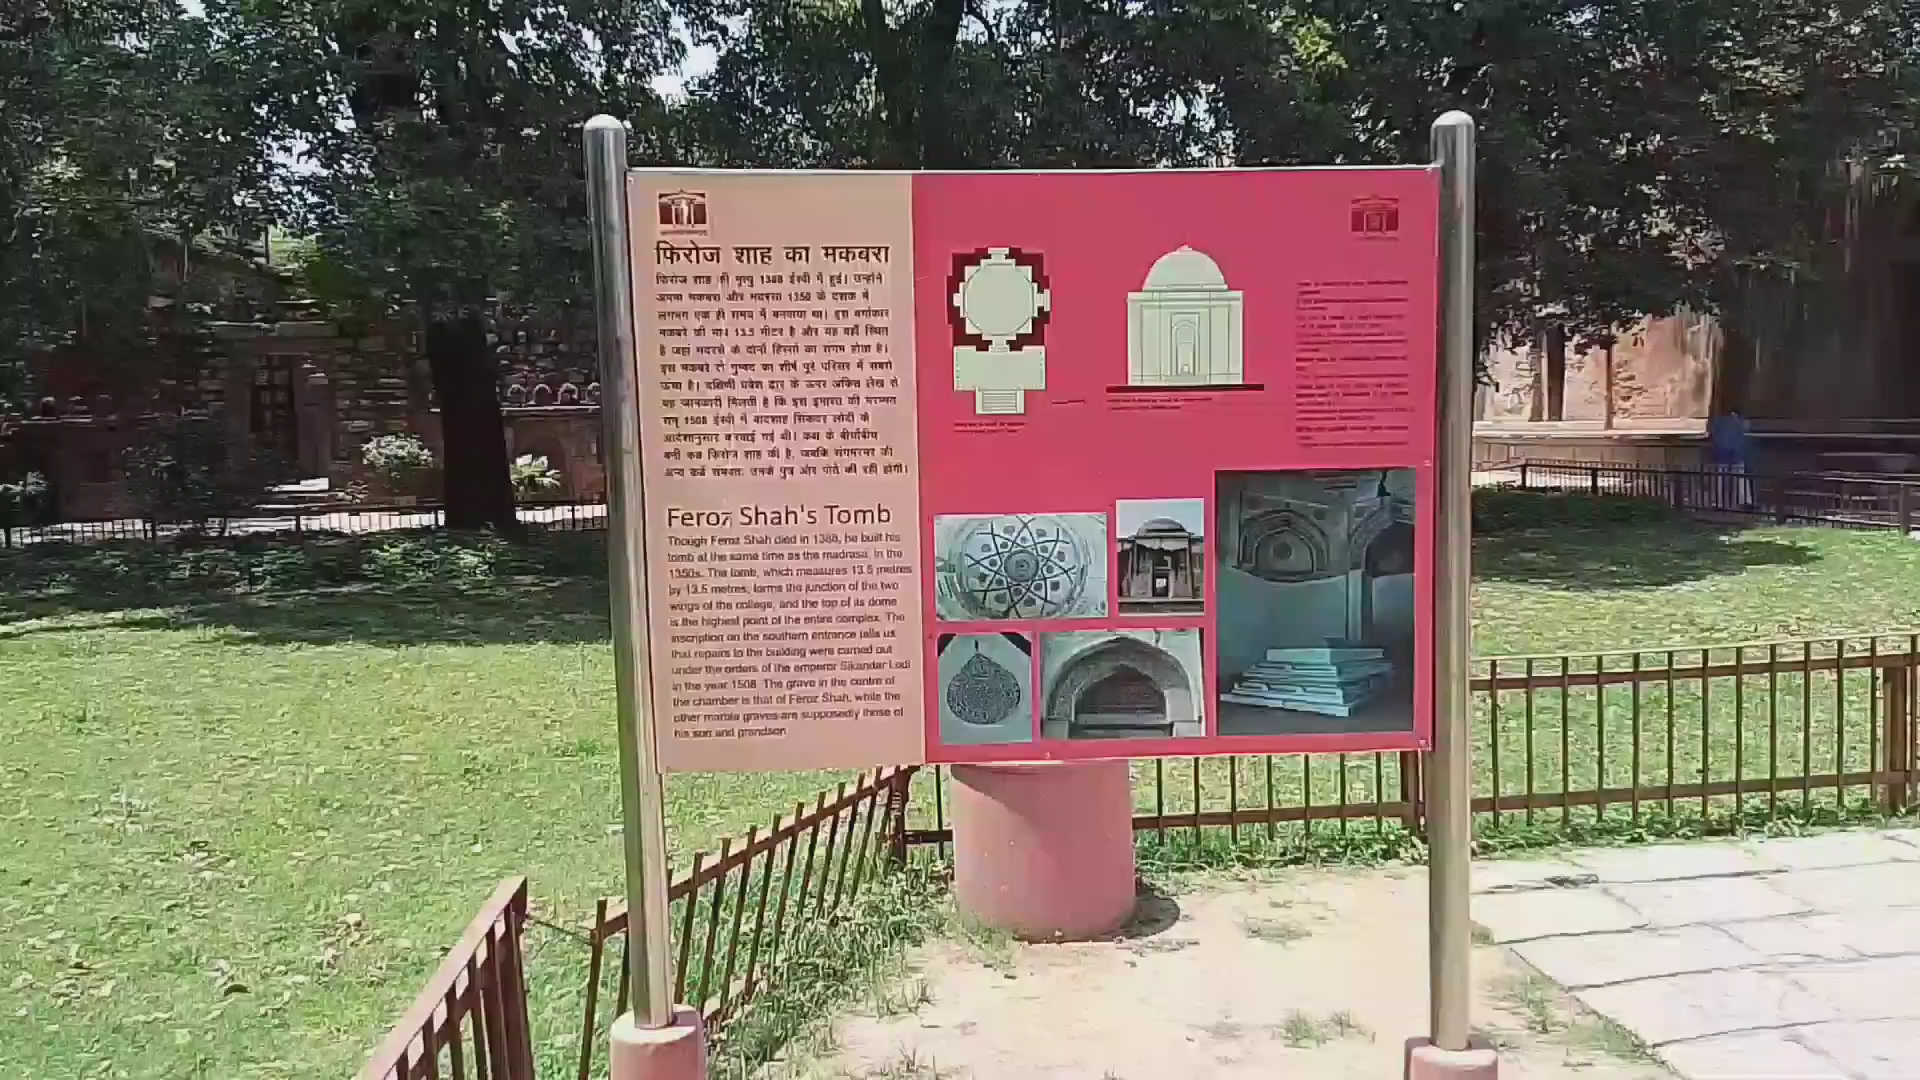 फिरोज शाह का मकबरा
फिरोज शाह की मृत्यु 1388 ईस्वी में हुई। उन्होंने
अपना मकबरा और मदरसा 1350 के दशक में
लगभग एक ही समय में बनवाया था। इस वर्गाकार
मकबरे की माप 13.5 मीटर है और यह वहाँ स्थित
है जहां मदरसे के दोनों हिस्सों का संगम होता है।
इस मकबरे के गुम्बद का शीर्ष पूरे परिसर में सबसे
ऊंचा है। दक्षिणी प्रवेश द्वार के ऊपर अंकित लेख से
यह जानकारी मिलती है कि इस इमारत की मरम्मत
सन् 1508 ईस्वी में बादशाह सिकंदर लोदी के
आदेशानुसार करवाई गई थी। कक्ष के बीचोंबीच
बनी कब्र फिरोज शाह की है, जबकि संगमरमर की
अन्य कब्रें संभवतः उनके पुत्र और पोते की रही होंगी।
Feroz Shah's Tomb
Though Feroz Shah died in 1388, he built his
tomb at the same time as the madrasa, in the
1350s. The tomb, which measures 13.5 metres
by 13.5 metres, forms the junction of the two
wings of the college, and the top of its dome
is the highest point of the entire complex. The
inscription on the southern entrance tells us
that repairs to the building were carried out
under the orders of the emperor Sikandar Lodi
in the year 1508. The grave in the centre of
the chamber is that of Feroz Shah, while the
other marble graves are supposedly those of
his son and grandson